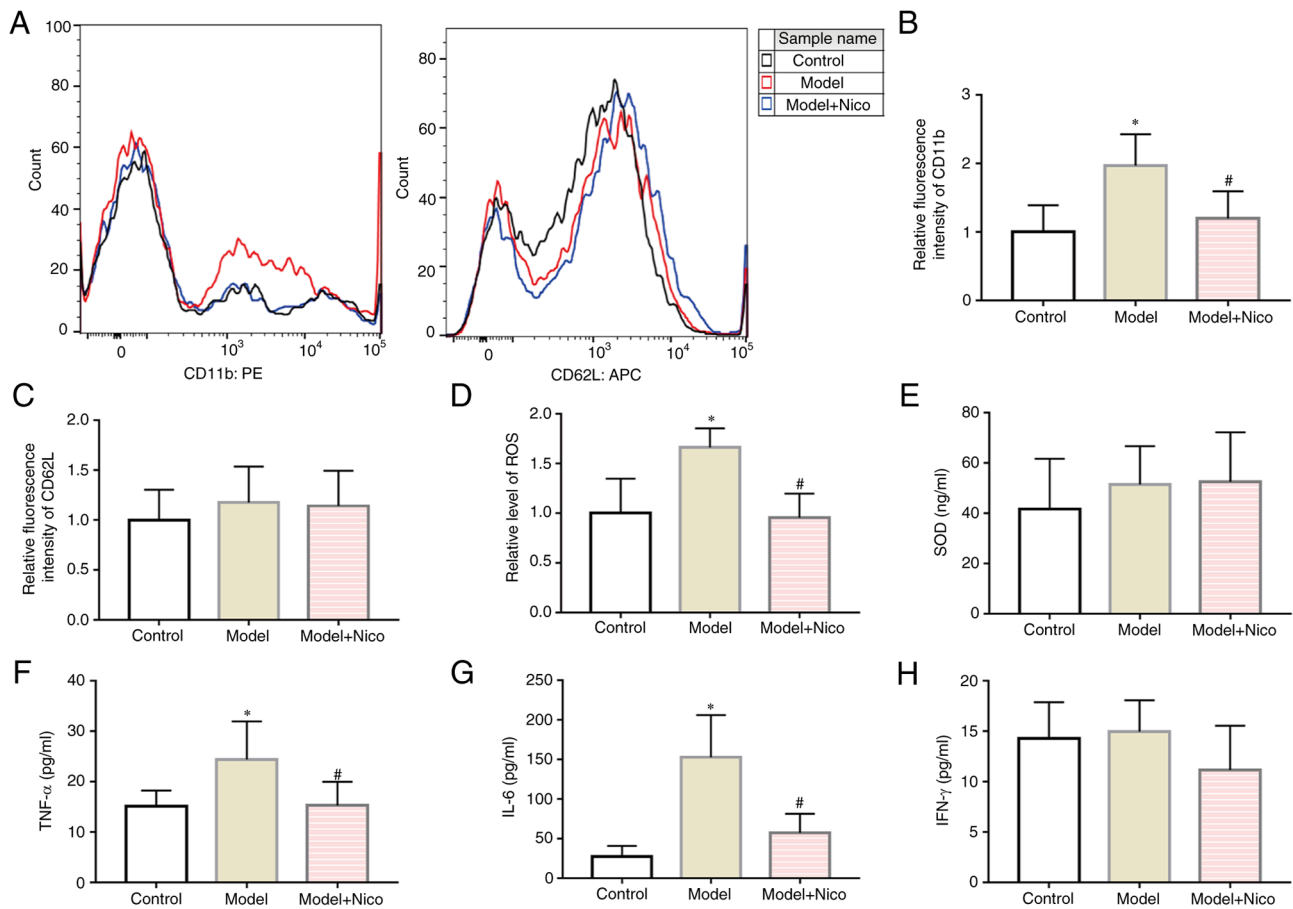 A
100
80
60
40
20
0
Count
0
10³
10⁴
10⁵
CD11b: PE
80
60
40
20
0
Count
0
10³
10⁴
10⁵
CD62L: APC
Sample name
Control
Model
Model+Nico
B
3
2
1
0
Relative fluorescence
intensity of CD11b
*
#
Control
Model
Model+Nico
C
2.0
1.5
1.0
0.5
0.0
Relative fluorescence
intensity of CD62L
Control
Model
Model+Nico
D
2.0
1.5
1.0
0.5
0.0
Relative level of ROS
*
#
Control
Model
Model+Nico
E
80
60
40
20
0
SOD (ng/ml)
Control
Model
Model+Nico
F
40
30
20
10
0
TNF-α (pg/ml)
*
#
Control
Model
Model+Nico
G
250
200
150
100
50
0
IL-6 (pg/ml)
*
#
Control
Model
Model+Nico
H
20
15
10
5
0
IFN-γ (pg/ml)
Control
Model
Model+Nico